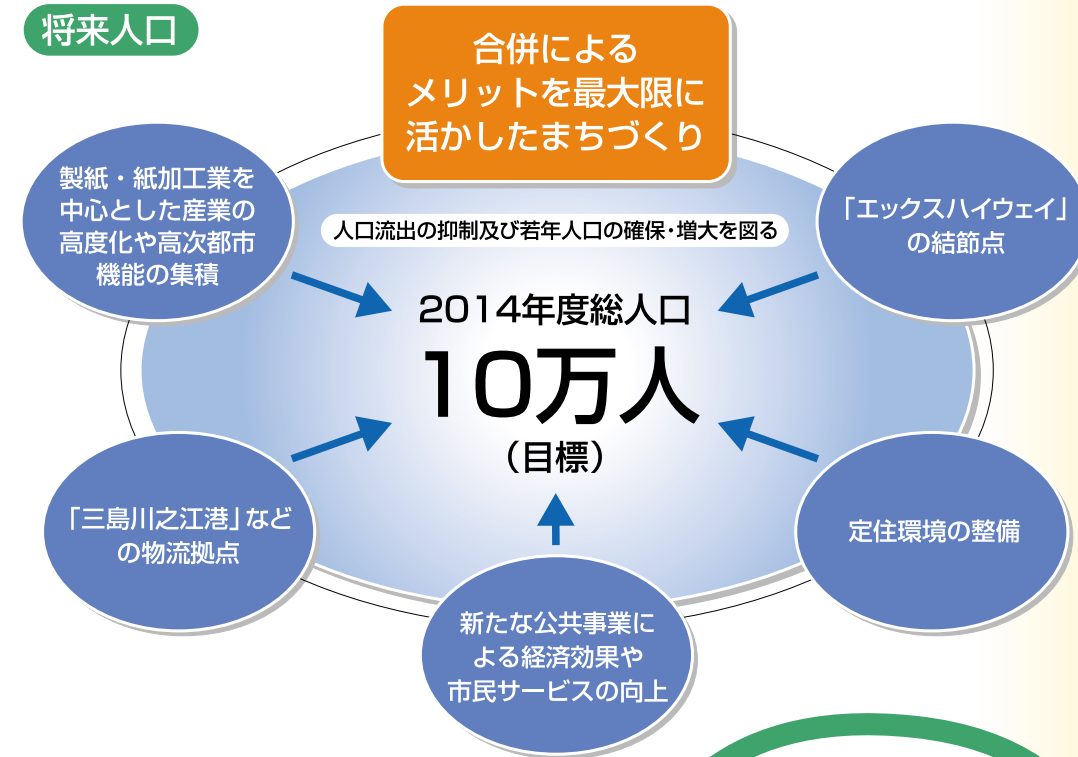 将来人口
合併による
メリットを最大限に
活かしたまちづくり
製紙・紙加工業を
中心とした産業の
高度化や高次都市
機能の集積
「エックスハイウェイ」
の結節点
人口流出の抑制及び若年人口の確保・増大を図る
2014年度総人口
10万人
（目標）
「三島川之江港」など
の物流拠点
定住環境の整備
新たな公共事業に
よる経済効果や
市民サービスの向上